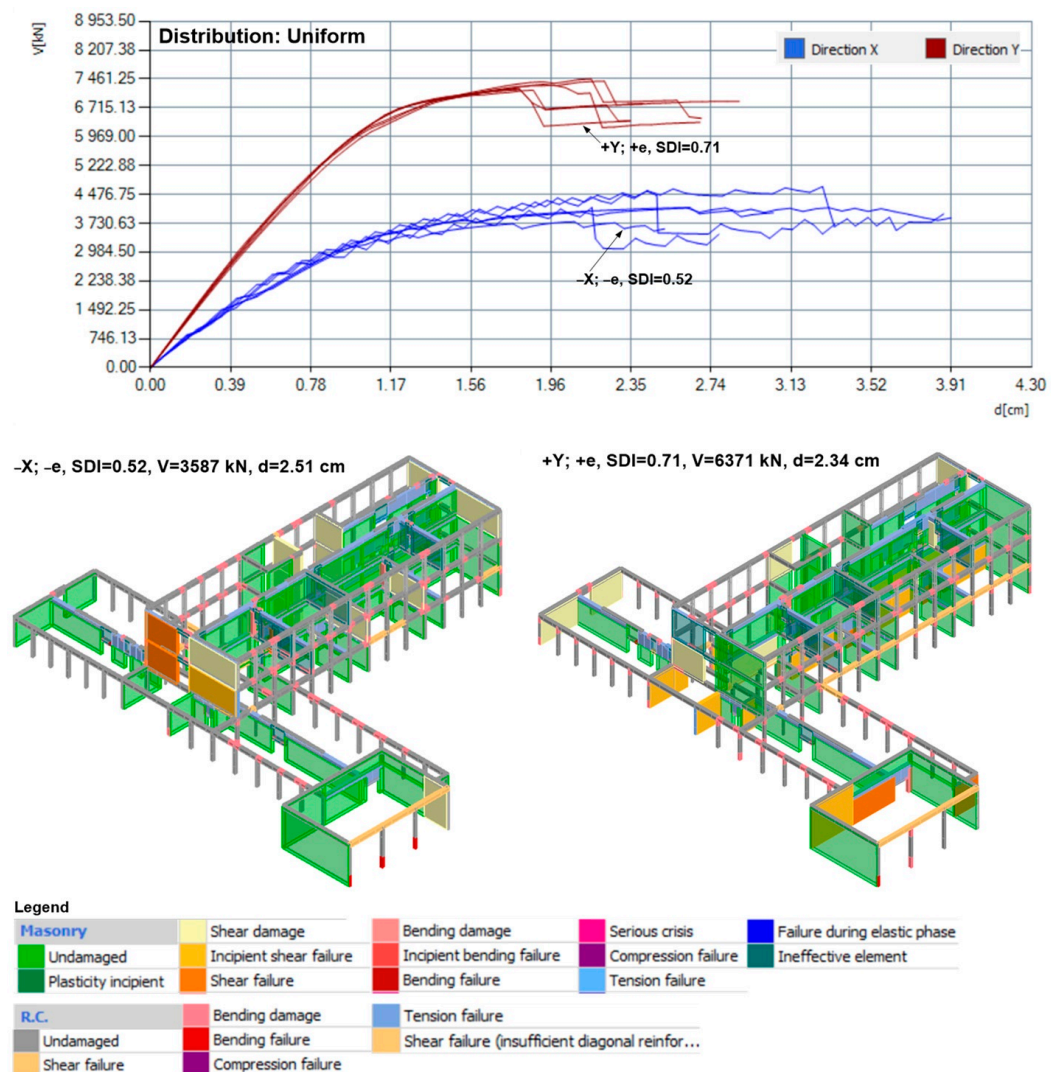 V[kN]
8 953.50
8 207.38
7 461.25
6 715.13
5 969.00
5 222.88
4 476.75
3 730.63
2 984.50
2 238.38
1 492.25
746.13
0.00
Distribution: Uniform
Direction X
Direction Y
+Y; +e, SDI=0.71
−X; −e, SDI=0.52
0.00 0.39 0.78 1.17 1.56 1.96 2.35 2.74 3.13 3.52 3.91 4.30
d[cm]
−X; −e, SDI=0.52, V=3587 kN, d=2.51 cm
+Y; +e, SDI=0.71, V=6371 kN, d=2.34 cm
Legend
Masonry
Undamaged
Plasticity incipient
Shear damage
Incipient shear failure
Shear failure
Bending damage
Incipient bending failure
Bending failure
Serious crisis
Compression failure
Tension failure
Failure during elastic phase
Ineffective element
R.C.
Undamaged
Shear failure
Bending damage
Bending failure
Compression failure
Tension failure
Shear failure (insufficient diagonal reinfor...